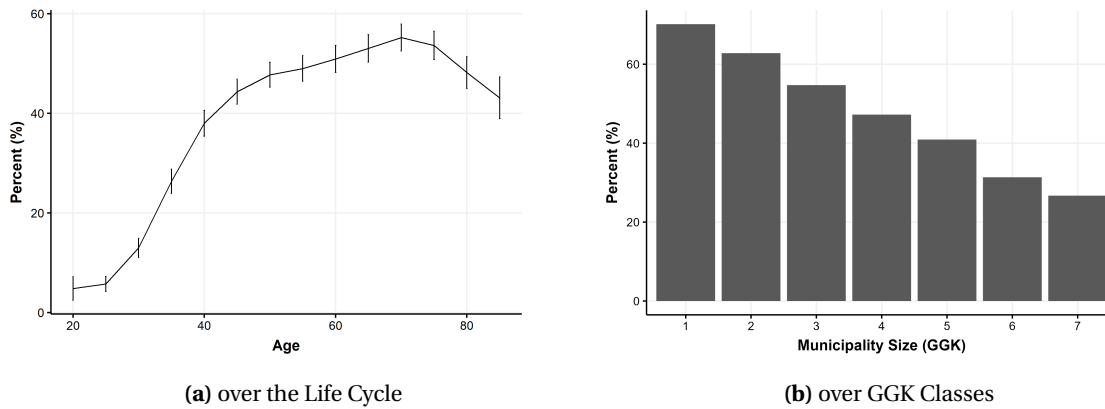 60
40
20
0
Percent (%)
20 40 60 80
Age
(a) over the Life Cycle
60
40
20
0
Percent (%)
1 2 3 4 5 6 7
Municipality Size (GGK)
(b) over GGK Classes